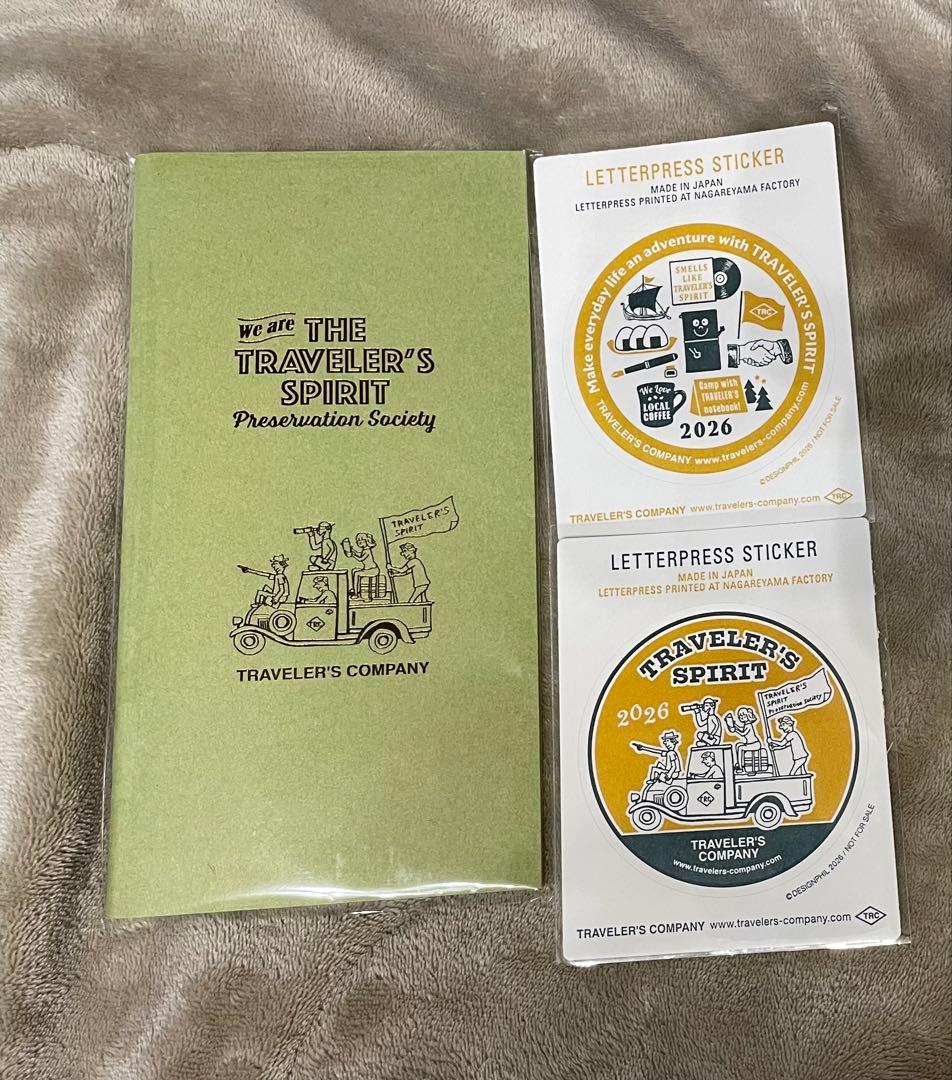 We are THE
TRAVELER'S
SPIRIT
Preservation Society
TRAVELER'S
SPIRIT
TRC
TRAVELER'S COMPANY
LETTERPRESS STICKER
MADE IN JAPAN
LETTERPRESS PRINTED AT NAGAREYAMA FACTORY
Make everyday life an adventure with TRAVELER'S SPIRIT
SMELLS
LIKE
TRAVELER'S
SPIRIT
TRC
We Love
LOCAL
COFFEE
Camp with
TRAVELER'S
notebook!
2026
TRAVELER'S COMPANY www.travelers-company.com
©DESIGNPHIL 2026 / NOT FOR SALE
TRAVELER'S COMPANY www.travelers-company.com TRC
LETTERPRESS STICKER
MADE IN JAPAN
LETTERPRESS PRINTED AT NAGAREYAMA FACTORY
TRAVELER'S
SPIRIT
2026
TRAVELER'S
SPIRIT
Preservation Society
TRC
TRAVELER'S
COMPANY
www.travelers-company.com
©DESIGNPHIL 2026 / NOT FOR SALE
TRAVELER'S COMPANY www.travelers-company.com TRC